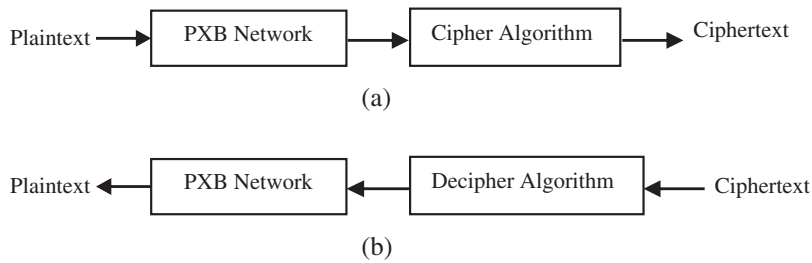 Plaintext PXB Network Cipher Algorithm Ciphertext
(a)
Plaintext PXB Network Decipher Algorithm Ciphertext
(b)